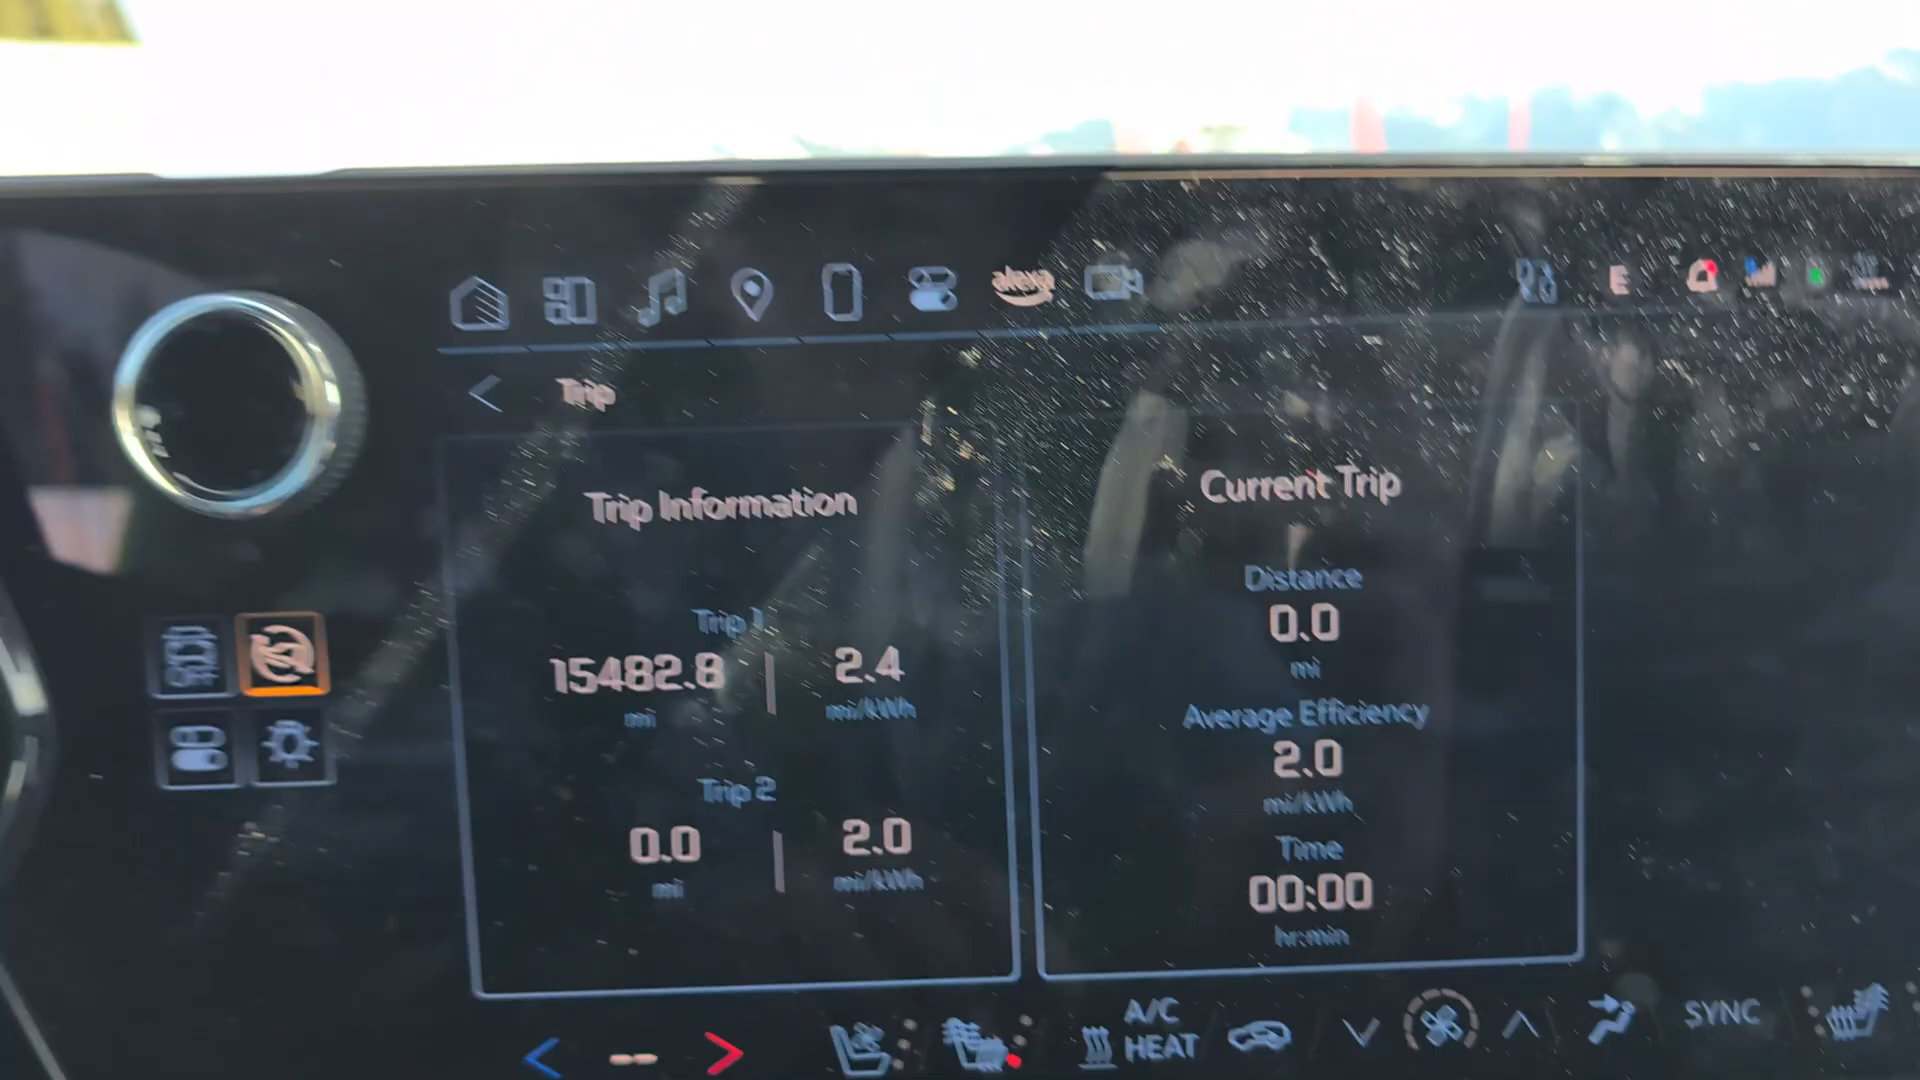 alexa
E
Trip
Trip Information
Trip 1
15482.8 | 2.4
mi mi/kWh
Trip 2
0.0 | 2.0
mi mi/kWh
Current Trip
Distance
0.0
mi
Average Efficiency
2.0
mi/kWh
Time
00:00
hr:min
OFF
--
A/C
HEAT
SYNC